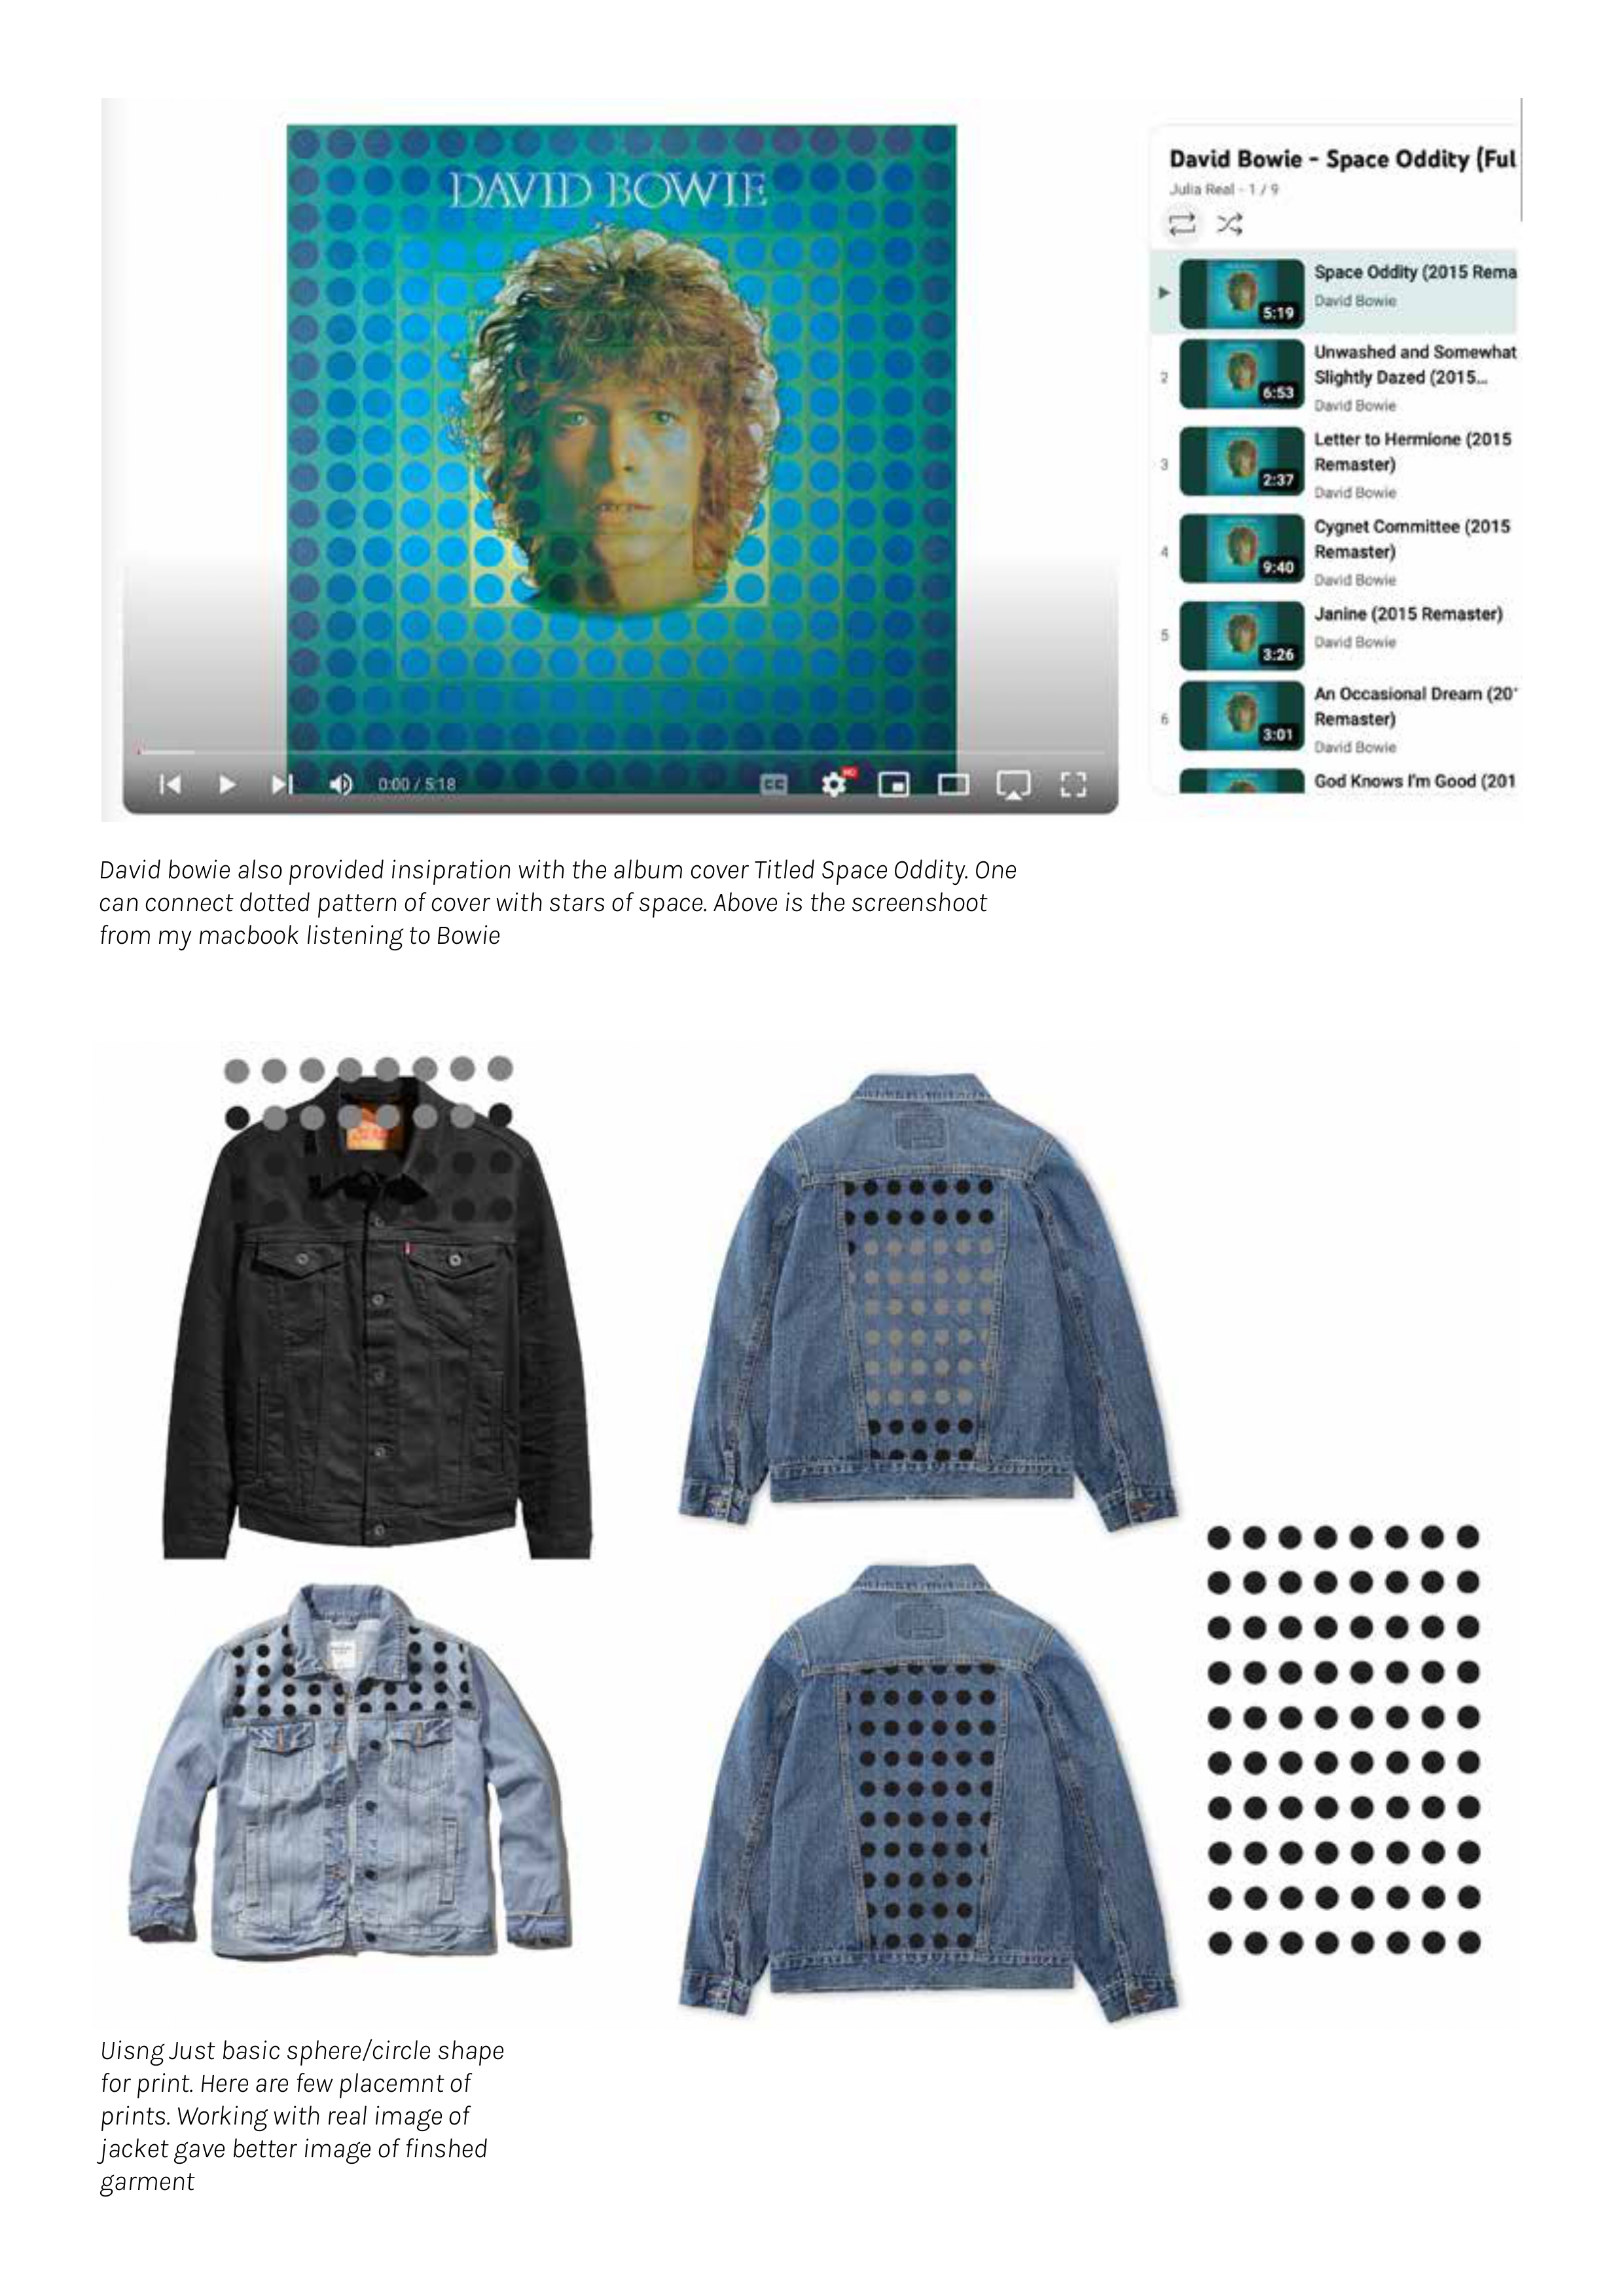 DAVID BOWIE
0:00 / 5:18
CC
HD
David Bowie - Space Oddity (Ful
Julia Real - 1 / 9
Space Oddity (2015 Rema
David Bowie
5:19
2
Unwashed and Somewhat
Slightly Dazed (2015...
David Bowie
6:53
3
Letter to Hermione (2015
Remaster)
David Bowie
2:37
4
Cygnet Committee (2015
Remaster)
David Bowie
9:40
5
Janine (2015 Remaster)
David Bowie
3:26
6
An Occasional Dream (20
Remaster)
David Bowie
3:01
God Knows I'm Good (201
David bowie also provided insipration with the album cover Titled Space Oddity. One
can connect dotted pattern of cover with stars of space. Above is the screenshoot
from my macbook listening to Bowie
Uisng Just basic sphere/circle shape
for print. Here are few placemnt of
prints. Working with real image of
jacket gave better image of finshed
garment